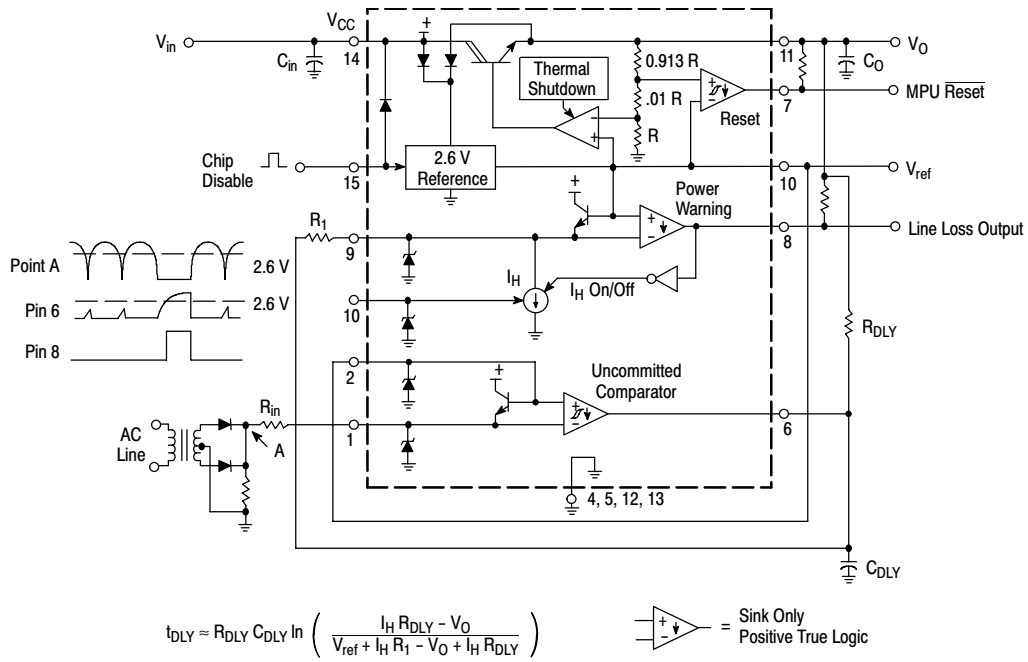 V_in
C_in
V_CC
14
+
Thermal
Shutdown
0.913 R
.01 R
R
−
+
+
−
Reset
11
C_O
V_O
7
MPU R̅e̅s̅e̅t̅
Chip
Disable
15
2.6 V
Reference
10
V_ref
+
Power
Warning
+
−
8
Line Loss Output
R_1
9
I_H
I_H On/Off
10
Point A
2.6 V
Pin 6
2.6 V
Pin 8
2
+
Uncommitted
Comparator
+
−
R_DLY
6
AC
Line
A
R_in
1
4, 5, 12, 13
C_DLY
t_DLY ≈ R_DLY C_DLY ln ( (I_H R_DLY – V_O) / (V_ref + I_H R_1 – V_O + I_H R_DLY) )
+
−
= Sink Only
Positive True Logic